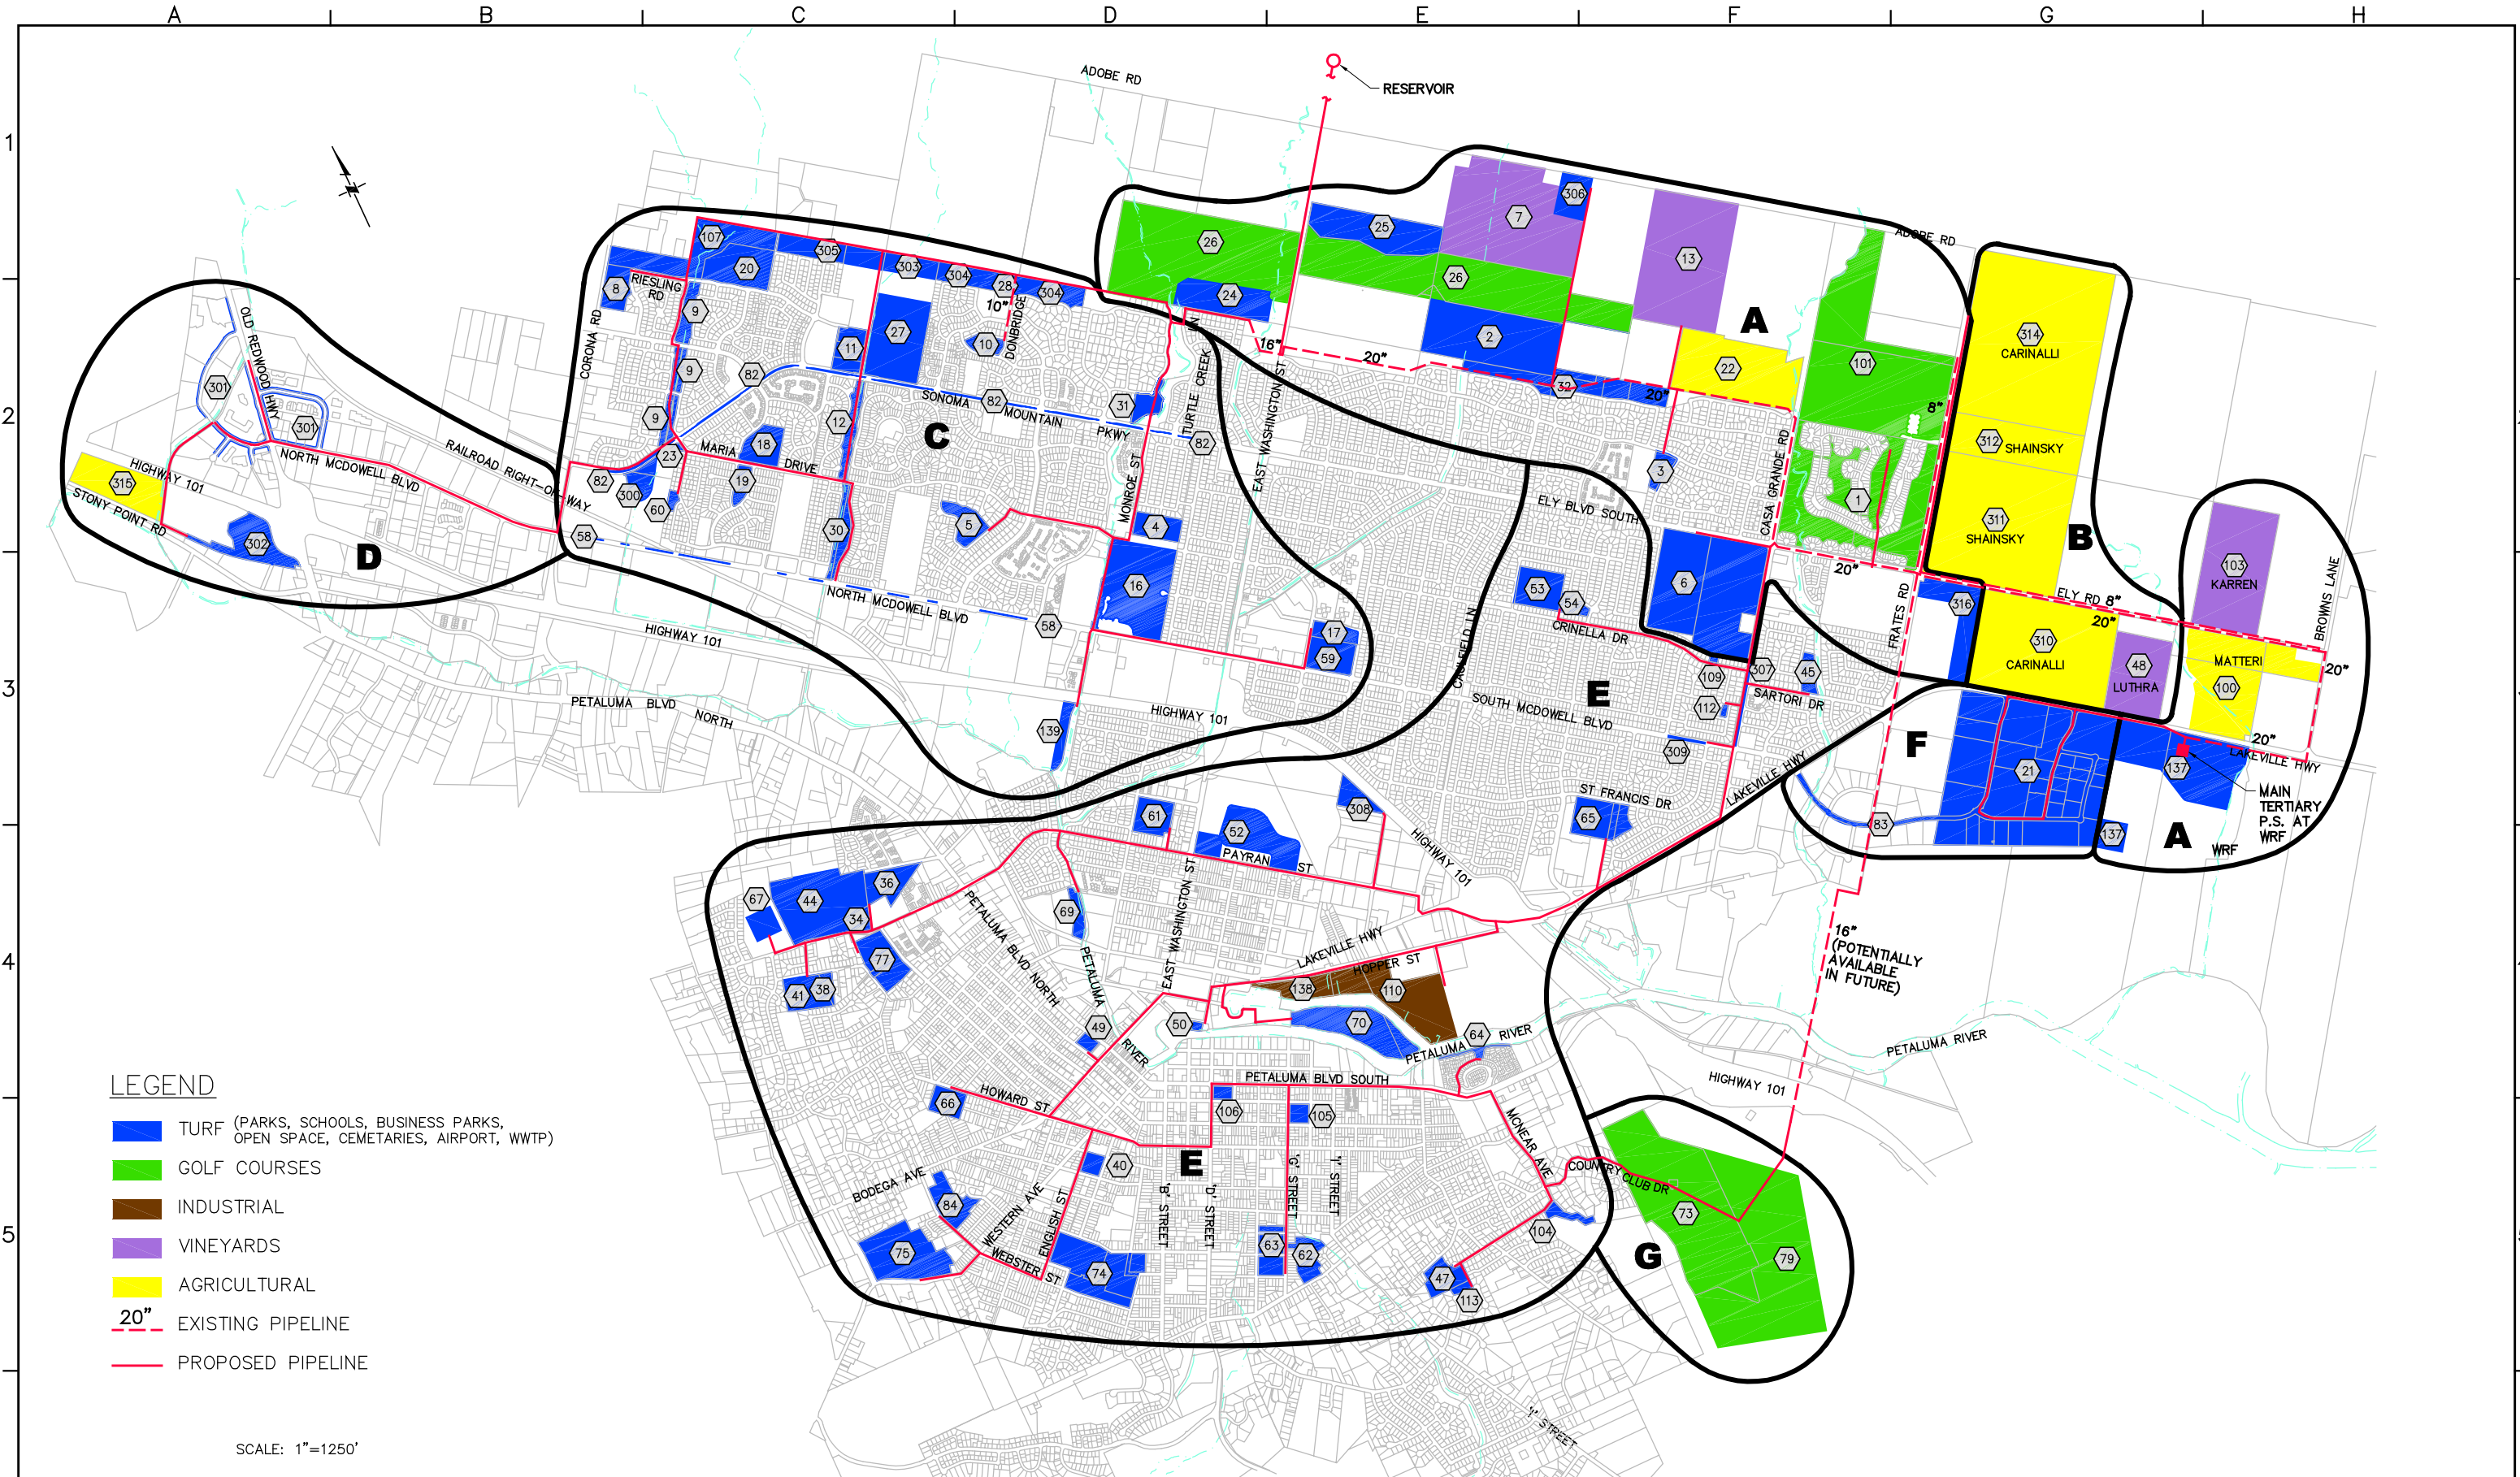 A
B
C
D
E
F
G
H
1
2
3
4
5
ADOBE RD
RESERVOIR
ADOBE RD
107
305
20
303
304
28
304
10"
DONBRIDGE
RIESLING
RD
8
9
9
9
CORONA RD
27
11
10
82
82
SONOMA
MOUNTAIN
PKWY
82
12
31
TURTLE CREEK
LN
MARIA
DRIVE
18
19
23
82
300
60
58
30
5
4
16
MONROE ST
C
NORTH MCDOWELL BLVD
58
17
59
139
HIGHWAY 101
HIGHWAY 101
PETALUMA BLVD
NORTH
OLD REDWOOD HWY
301
301
NORTH MCDOWELL BLVD
RAILROAD RIGHT-OF-WAY
HIGHWAY 101
STONY POINT RD
315
302
D
26
25
7
306
13
26
24
2
16"
20"
EAST WASHINGTON ST
32
20"
22
A
101
8"
3
CASA GRANDE RD
1
ELY BLVD SOUTH
6
20"
FRATES RD
314
CARINALLI
312
SHAINSKY
311
SHAINSKY
B
103
KARREN
BROWNS LANE
ELY RD
8"
20"
316
310
CARINALLI
48
LUTHRA
MATTERI
100
20"
20"
LAKEVILLE HWY
MAIN
TERTIARY
P.S. AT
WRF
137
137
A
WRF
21
F
83
53
54
CRINELLA DR
CAULFIELD LN
109
307
45
SARTORI DR
112
E
SOUTH MCDOWELL BLVD
309
LAKEVILLE HWY
ST FRANCIS DR
65
308
HIGHWAY 101
61
52
PAYRAN
ST
67
44
36
34
77
41
38
69
PETALUMA BLVD NORTH
PETALUMA
RIVER
EAST WASHINGTON ST
LAKEVILLE HWY
HOPPER ST
138
110
70
64
PETALUMA
RIVER
49
50
16"
(POTENTIALLY
AVAILABLE
IN FUTURE)
PETALUMA RIVER
HIGHWAY 101
PETALUMA BLVD SOUTH
HOWARD ST
66
106
105
40
E
'B' STREET
'D' STREET
'G' STREET
'I' STREET
MCNEAR AVE
COUNTRY
CLUB DR
73
79
G
104
BODEGA AVE
84
75
WESTERN AVE
ENGLISH ST
WEBSTER ST
74
63
62
47
113
'I' STREET
LEGEND
TURF (PARKS, SCHOOLS, BUSINESS PARKS,
OPEN SPACE, CEMETARIES, AIRPORT, WWTP)
GOLF COURSES
INDUSTRIAL
VINEYARDS
AGRICULTURAL
20" EXISTING PIPELINE
PROPOSED PIPELINE
SCALE: 1"=1250'